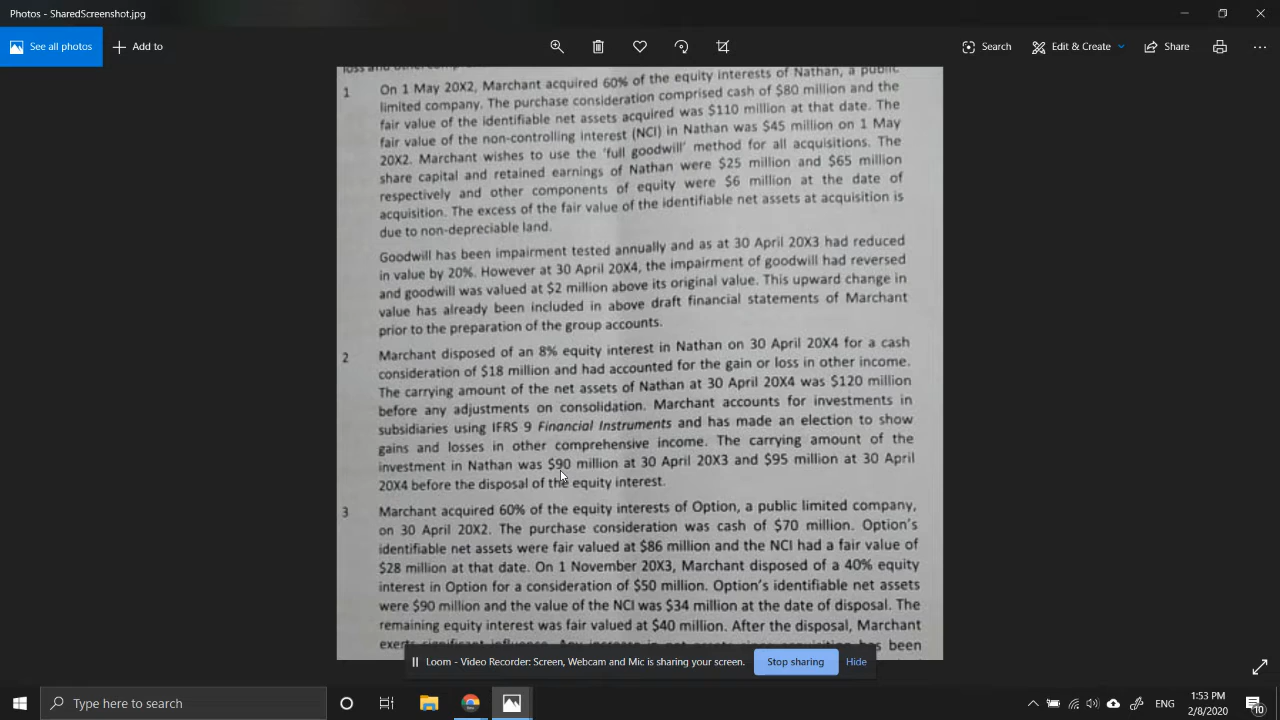 Photos - SharedScreenshot.jpg
See all photos
Add to
Search
Edit & Create
Share
1 On 1 May 20X2, Marchant acquired 60% of the equity interests of Nathan, a public
limited company. The purchase consideration comprised cash of $80 million and the
fair value of the identifiable net assets acquired was $110 million at that date. The
fair value of the non-controlling interest (NCI) in Nathan was $45 million on 1 May
20X2. Marchant wishes to use the 'full goodwill' method for all acquisitions. The
share capital and retained earnings of Nathan were $25 million and $65 million
respectively and other components of equity were $6 million at the date of
acquisition. The excess of the fair value of the identifiable net assets at acquisition is
due to non-depreciable land.
Goodwill has been impairment tested annually and as at 30 April 20X3 had reduced
in value by 20%. However at 30 April 20X4, the impairment of goodwill had reversed
and goodwill was valued at $2 million above its original value. This upward change in
value has already been included in above draft financial statements of Marchant
prior to the preparation of the group accounts.
2 Marchant disposed of an 8% equity interest in Nathan on 30 April 20X4 for a cash
consideration of $18 million and had accounted for the gain or loss in other income.
The carrying amount of the net assets of Nathan at 30 April 20X4 was $120 million
before any adjustments on consolidation. Marchant accounts for investments in
subsidiaries using IFRS 9 Financial Instruments and has made an election to show
gains and losses in other comprehensive income. The carrying amount of the
investment in Nathan was $90 million at 30 April 20X3 and $95 million at 30 April
20X4 before the disposal of the equity interest.
3 Marchant acquired 60% of the equity interests of Option, a public limited company,
on 30 April 20X2. The purchase consideration was cash of $70 million. Option's
identifiable net assets were fair valued at $86 million and the NCI had a fair value of
$28 million at that date. On 1 November 20X3, Marchant disposed of a 40% equity
interest in Option for a consideration of $50 million. Option's identifiable net assets
were $90 million and the value of the NCI was $34 million at the date of disposal. The
remaining equity interest was fair valued at $40 million. After the disposal, Marchant
been
Loom - Video Recorder: Screen, Webcam and Mic is sharing your screen.
Stop sharing
Hide
Type here to search
ENG
1:53 PM
2/8/2020
10